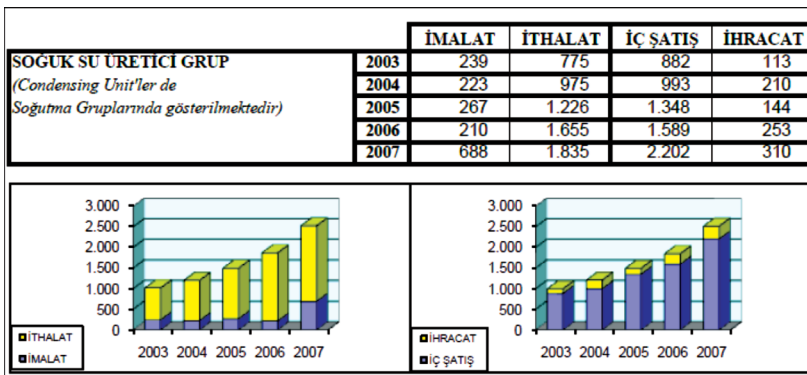 İMALAT İTHALAT İÇ SATIŞ İHRACAT
SOĞUK SU ÜRETİCİ GRUP 2003 239 775 882 113
(Condensing Unit'ler de 2004 223 975 993 210
Soğutma Gruplarında gösterilmektedir) 2005 267 1.226 1.348 144
2006 210 1.655 1.589 253
2007 688 1.835 2.202 310
3.000
2.500
2.000
1.500
1.000
500
0
2003 2004 2005 2006 2007
İTHALAT
İMALAT
3.000
2.500
2.000
1.500
1.000
500
0
2003 2004 2005 2006 2007
İHRACAT
İÇ SATIŞ